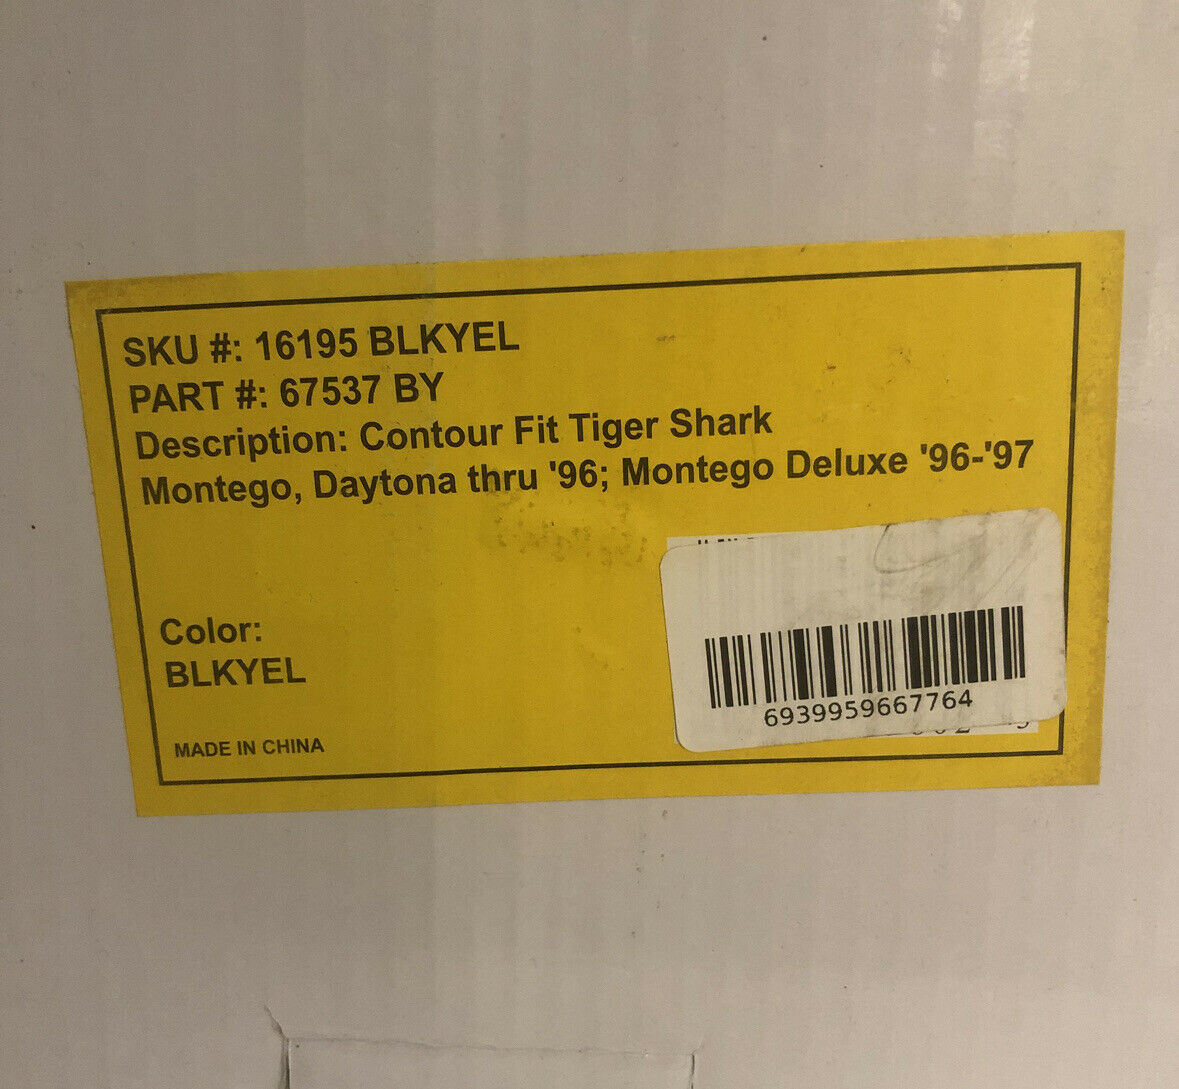 SKU #: 16195 BLKYEL
PART #: 67537 BY
Description: Contour Fit Tiger Shark
Montego, Daytona thru '96; Montego Deluxe '96-'97
Color:
BLKYEL
MADE IN CHINA
6939959667764